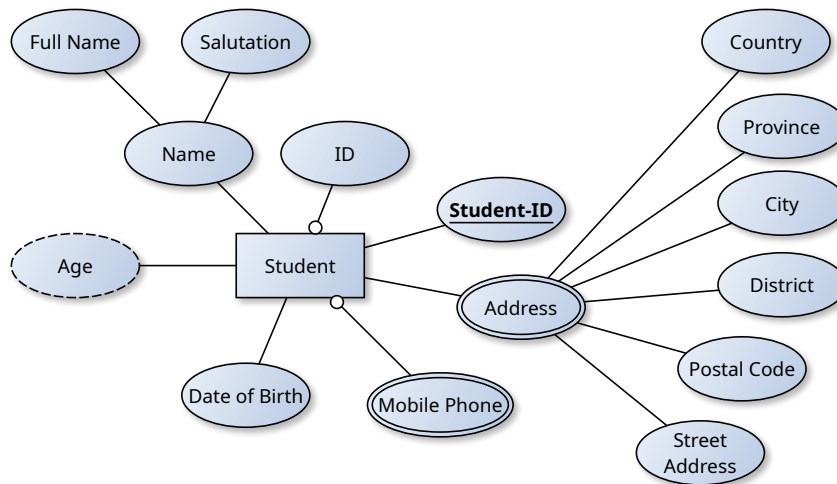 Full Name
Salutation
Country
Province
Name
ID
City
Student-ID
Age
Student
District
Address
Postal Code
Date of Birth
Mobile Phone
Street
Address